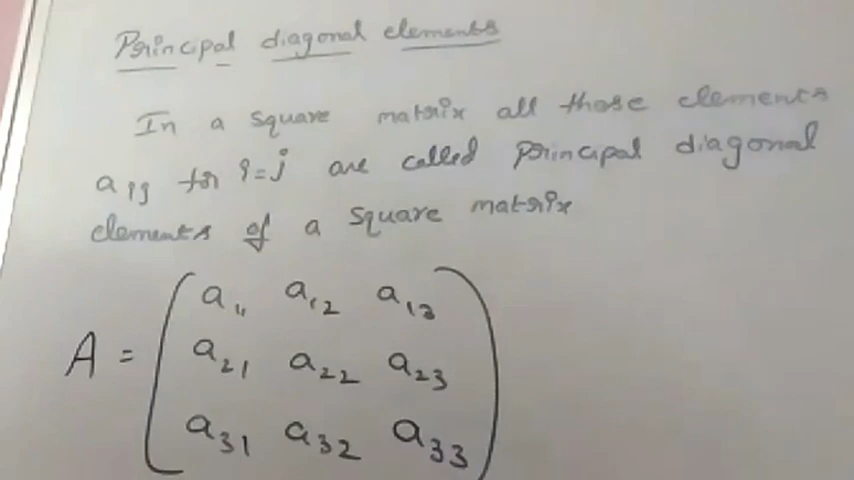 Principal diagonal elements
In a square matrix all those elements
aij for i=j are called principal diagonal
elements of a square matrix
a11 a12 a13
A = a21 a22 a23
a31 a32 a33